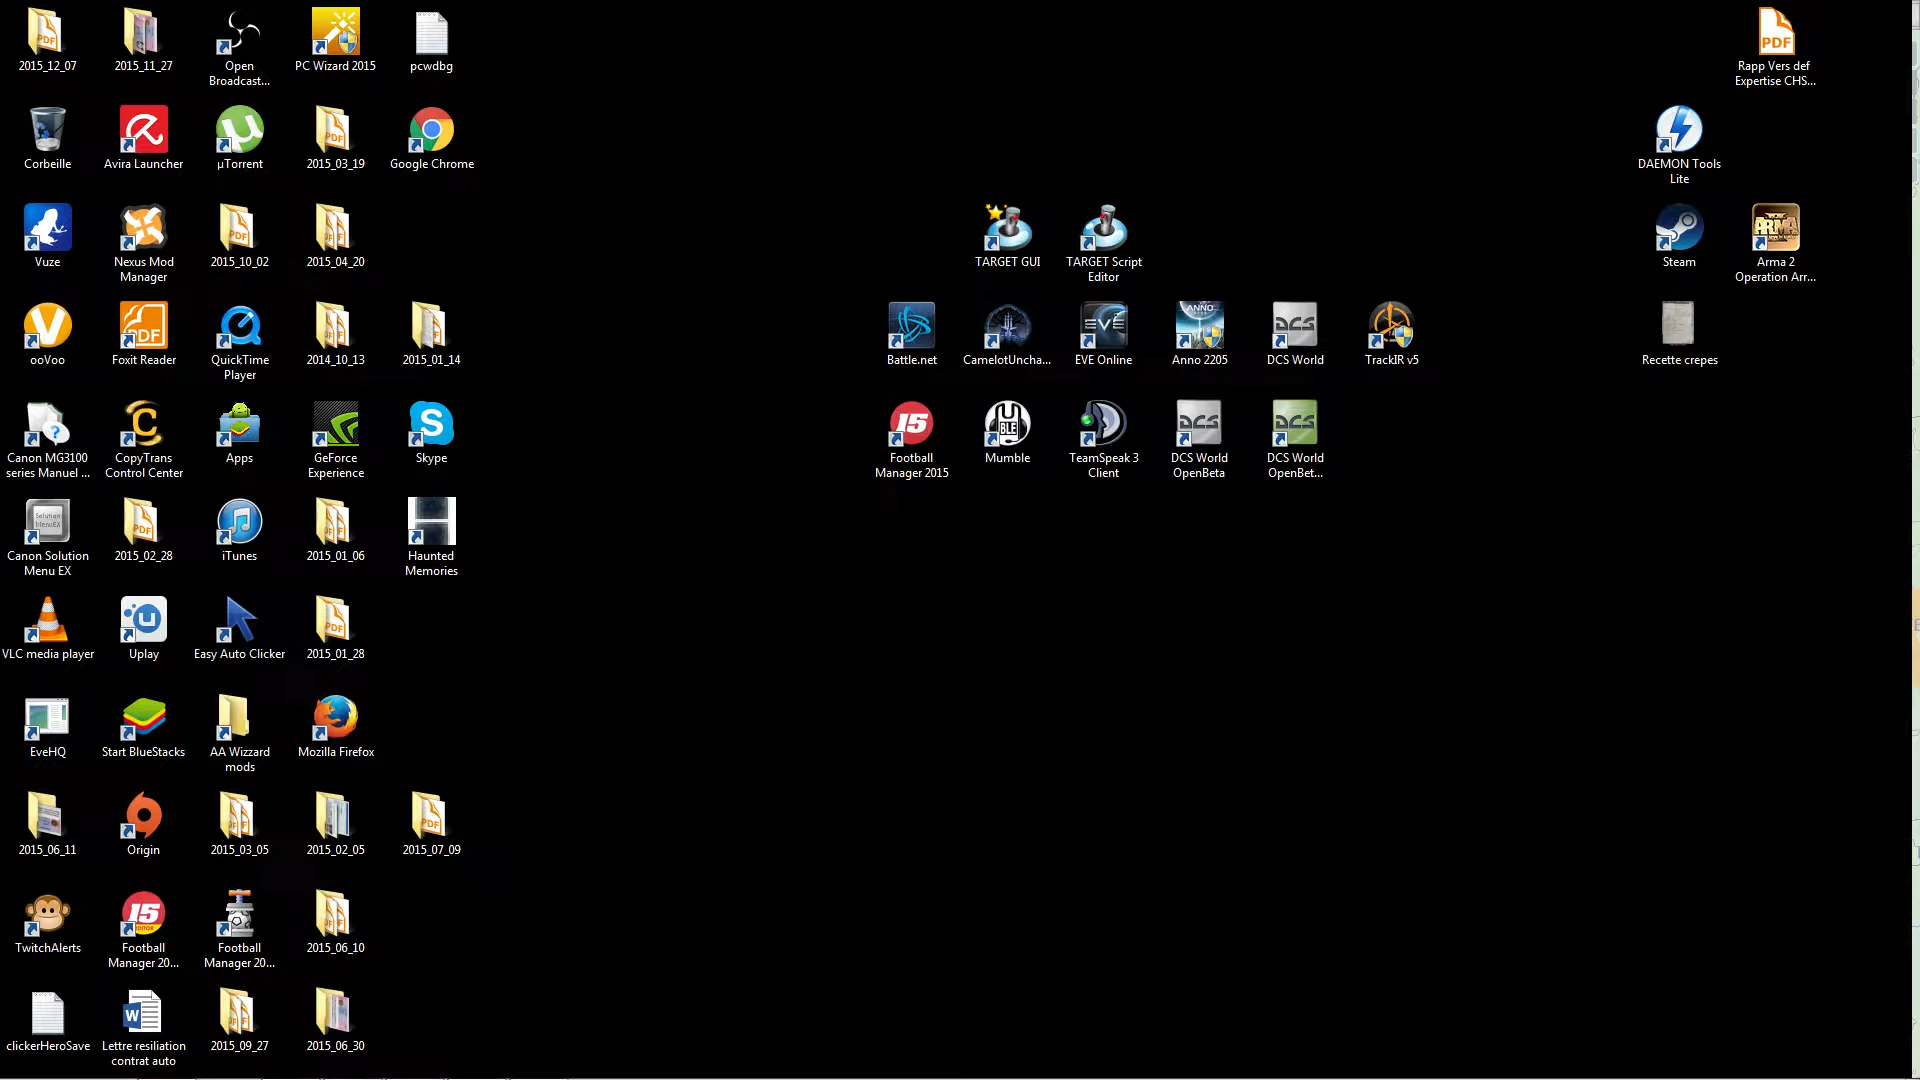 2015_12_07
2015_11_27
Open
Broadcast...
PC Wizard 2015
pcwdbg
Rapp Vers def
Expertise CHS...
Corbeille
Avira Launcher
µTorrent
2015_03_19
Google Chrome
DAEMON Tools
Lite
Vuze
Nexus Mod
Manager
2015_10_02
2015_04_20
TARGET GUI
TARGET Script
Editor
Steam
Arma 2
Operation Arr...
ooVoo
Foxit Reader
QuickTime
Player
2014_10_13
2015_01_14
Battle.net
CamelotUncha...
EVE Online
Anno 2205
DCS World
TrackIR v5
Recette crepes
Canon MG3100
series Manuel ...
CopyTrans
Control Center
Apps
GeForce
Experience
Skype
Football
Manager 2015
Mumble
TeamSpeak 3
Client
DCS World
OpenBeta
DCS World
OpenBet...
Canon Solution
Menu EX
2015_02_28
iTunes
2015_01_06
Haunted
Memories
VLC media player
Uplay
Easy Auto Clicker
2015_01_28
EveHQ
Start BlueStacks
AA Wizzard
mods
Mozilla Firefox
2015_06_11
Origin
2015_03_05
2015_02_05
2015_07_09
TwitchAlerts
Football
Manager 20...
Football
Manager 20...
2015_06_10
clickerHeroSave
Lettre resiliation
contrat auto
2015_09_27
2015_06_30